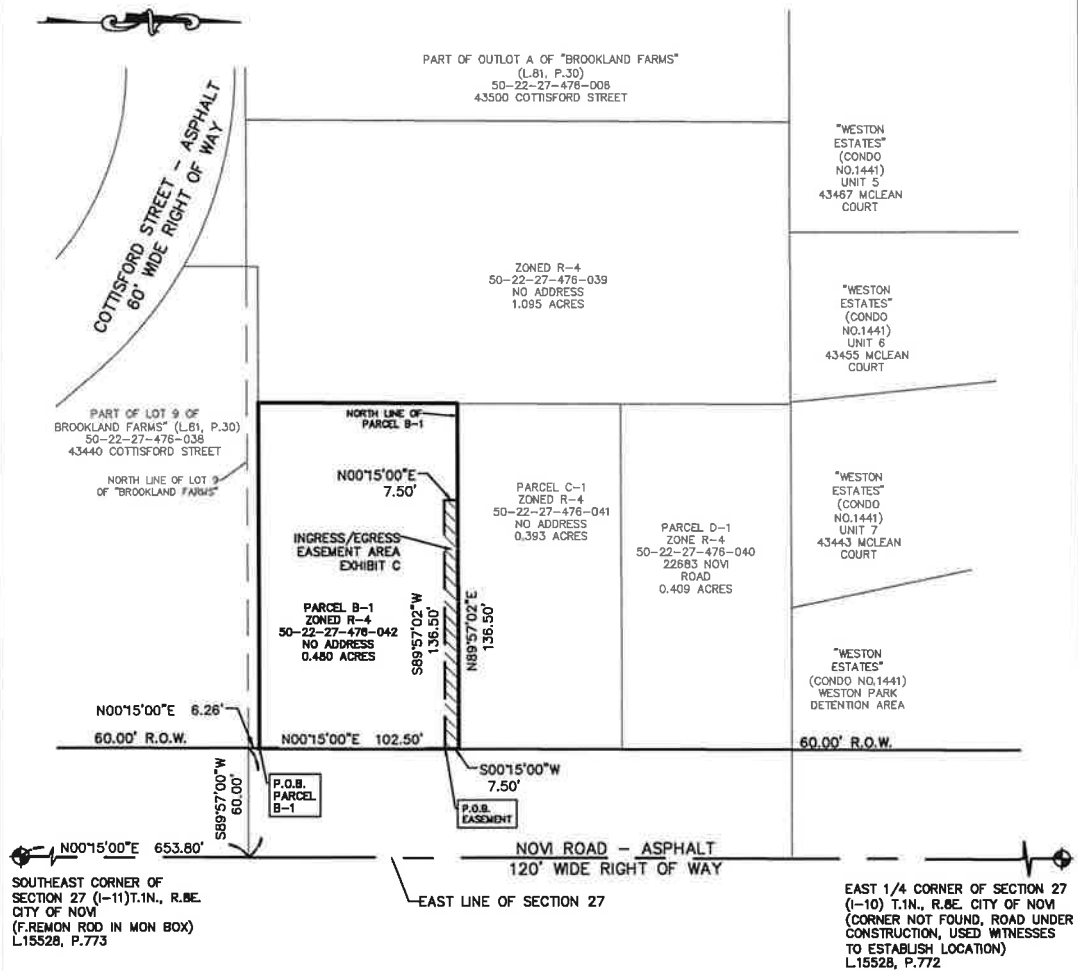 PART OF OUTLOT A OF "BROOKLAND FARMS"
(L.81, P.30)
50-22-27-476-008
43500 COTTISFORD STREET
COTTISFORD STREET - ASPHALT
60' WIDE RIGHT OF WAY
"WESTON
ESTATES"
(CONDO
NO.1441)
UNIT 5
43467 MCLEAN
COURT
ZONED R-4
50-22-27-476-039
NO ADDRESS
1.095 ACRES
"WESTON
ESTATES"
(CONDO
NO.1441)
UNIT 6
43455 MCLEAN
COURT
PART OF LOT 9 OF
BROOKLAND FARMS" (L.81, P.30)
50-22-27-476-038
43440 COTTISFORD STREET
NORTH LINE OF LOT 9
OF "BROOKLAND FARMS"
NORTH LINE OF
PARCEL B-1
N00°15'00"E
7.50'
INGRESS/EGRESS
EASEMENT AREA
EXHIBIT C
PARCEL B-1
ZONED R-4
50-22-27-476-042
NO ADDRESS
0.480 ACRES
S89°57'02"W
136.50'
N89°57'02"E
136.50'
PARCEL C-1
ZONED R-4
50-22-27-476-041
NO ADDRESS
0.393 ACRES
PARCEL D-1
ZONE R-4
50-22-27-476-040
22683 NOVI
ROAD
0.409 ACRES
"WESTON
ESTATES"
(CONDO
NO.1441)
UNIT 7
43443 MCLEAN
COURT
"WESTON
ESTATES"
(CONDO NO.1441)
WESTON PARK
DETENTION AREA
N00°15'00"E 6.26'
60.00' R.O.W.
N00°15'00"E 102.50'
60.00' R.O.W.
S00°15'00"W
7.50'
S89°57'00"W
60.00'
P.O.B.
PARCEL
B-1
P.O.B.
EASEMENT
N00°15'00"E 653.80'
NOVI ROAD - ASPHALT
120' WIDE RIGHT OF WAY
EAST LINE OF SECTION 27
SOUTHEAST CORNER OF
SECTION 27 (I-11)T.1N., R.8E.
CITY OF NOVI
(F.REMON ROD IN MON BOX)
L.15528, P.773
EAST 1/4 CORNER OF SECTION 27
(I-10) T.1N., R.8E. CITY OF NOVI
(CORNER NOT FOUND, ROAD UNDER
CONSTRUCTION, USED WITNESSES
TO ESTABLISH LOCATION)
L.15528, P.772